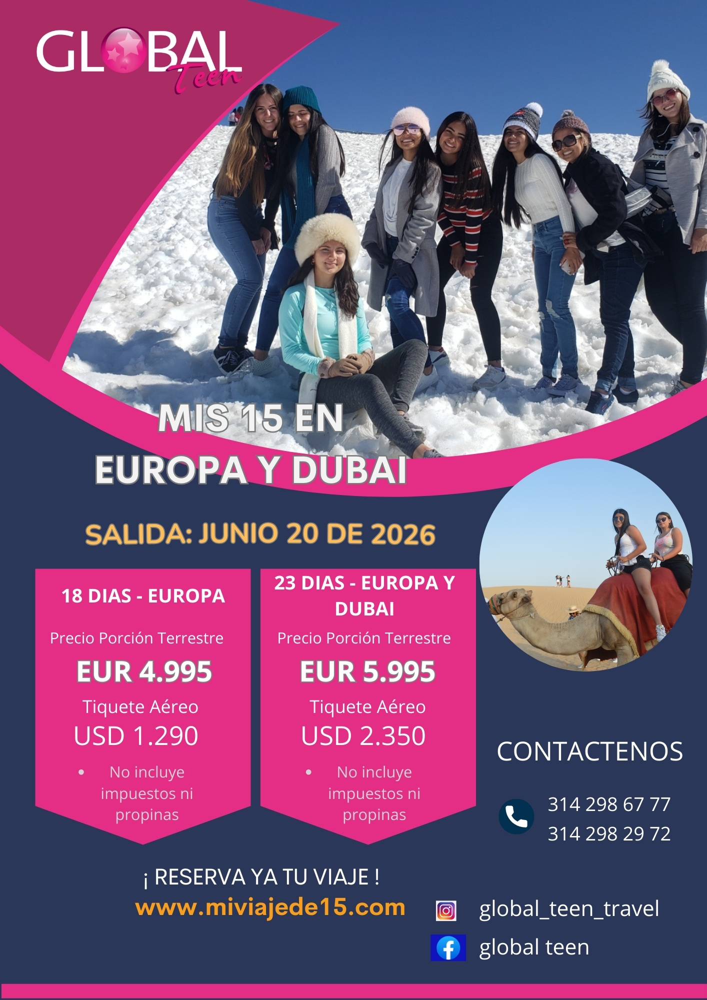 GLOBAL
Teen
MIS 15 EN
EUROPA Y DUBAI
SALIDA: JUNIO 20 DE 2026
18 DIAS - EUROPA
Precio Porción Terrestre
EUR 4.995
Tiquete Aéreo
USD 1.290
• No incluye
impuestos ni
propinas
23 DIAS - EUROPA Y
DUBAI
Precio Porción Terrestre
EUR 5.995
Tiquete Aéreo
USD 2.350
• No incluye
impuestos ni
propinas
CONTACTENOS
314 298 67 77
314 298 29 72
¡ RESERVA YA TU VIAJE !
www.miviajede15.com
global_teen_travel
global teen